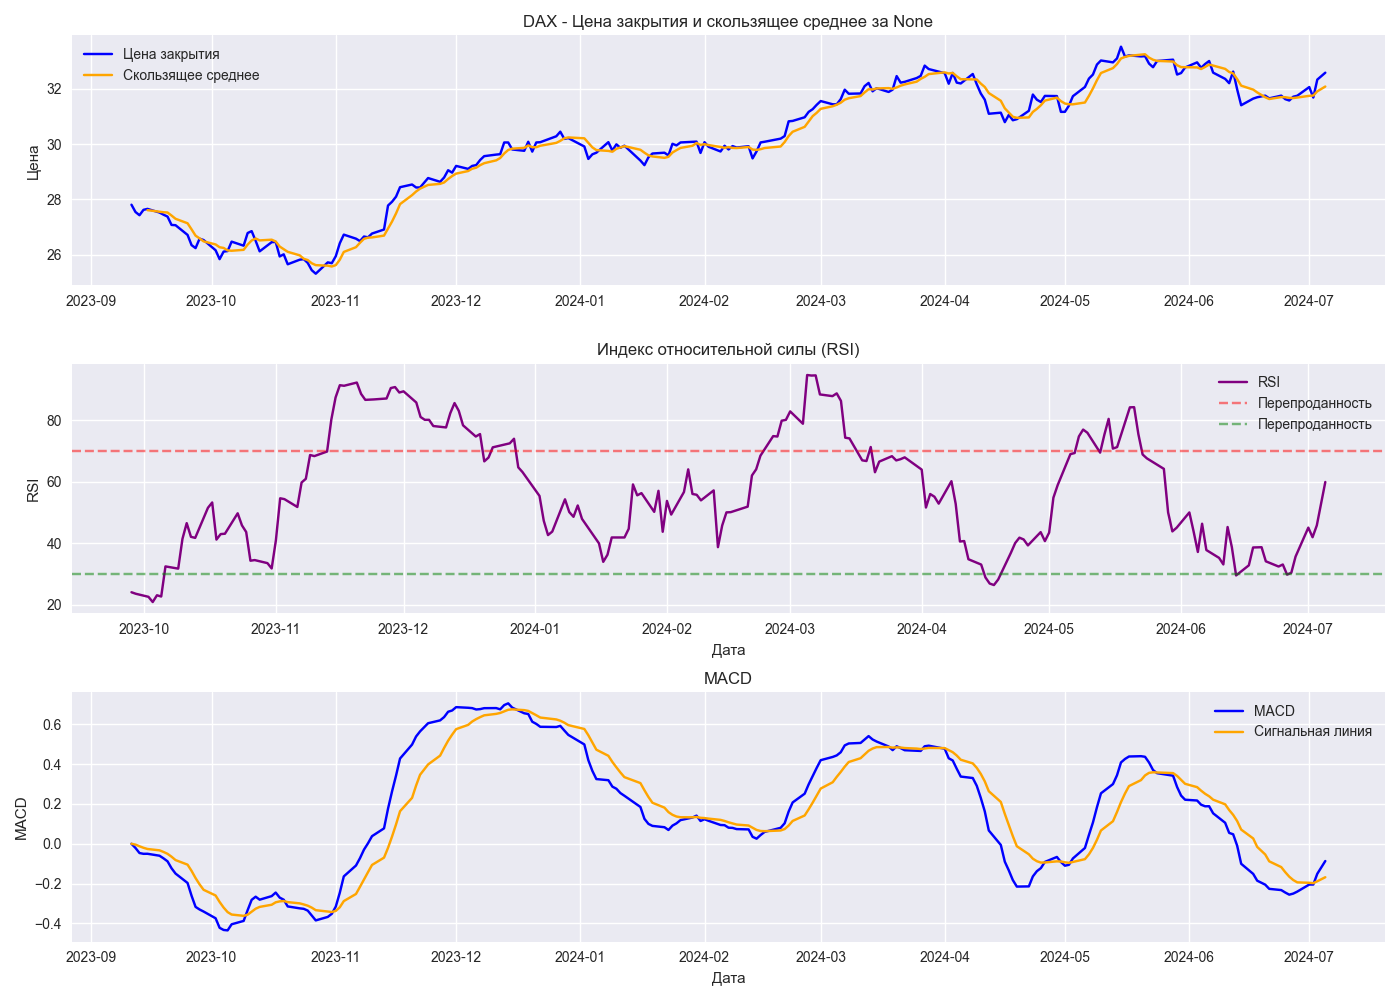 DAX - Цена закрытия и скользящее среднее за None
Цена закрытия
Скользящее среднее
Цена
32
30
28
26
2023-09 2023-10 2023-11 2023-12 2024-01 2024-02 2024-03 2024-04 2024-05 2024-06 2024-07
Индекс относительной силы (RSI)
RSI
Перепроданность
Перепроданность
RSI
80
60
40
20
2023-10 2023-11 2023-12 2024-01 2024-02 2024-03 2024-04 2024-05 2024-06 2024-07
Дата
MACD
MACD
Сигнальная линия
MACD
0.6
0.4
0.2
0.0
−0.2
−0.4
2023-09 2023-10 2023-11 2023-12 2024-01 2024-02 2024-03 2024-04 2024-05 2024-06 2024-07
Дата